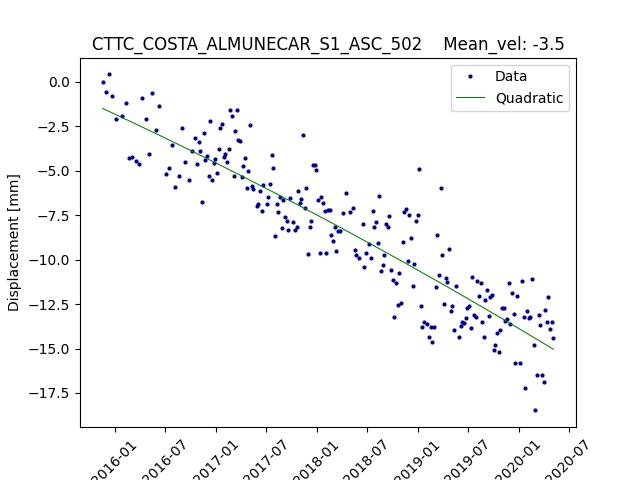 CTTC_COSTA_ALMUNECAR_S1_ASC_502 Mean_vel: -3.5
Data
Quadratic
Displacement [mm]
0.0
−2.5
−5.0
−7.5
−10.0
−12.5
−15.0
−17.5
2016-01 2016-07 2017-01 2017-07 2018-01 2018-07 2019-01 2019-07 2020-01 2020-07